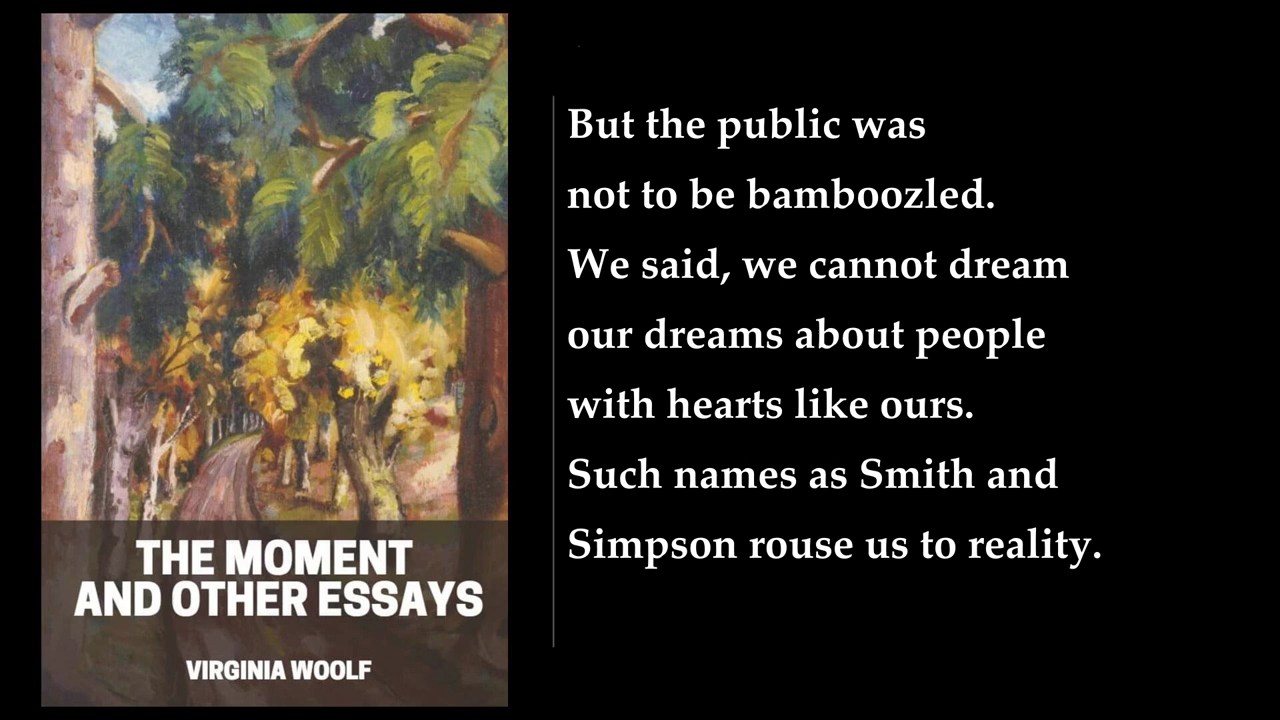 THE MOMENT
AND OTHER ESSAYS
VIRGINIA WOOLF
But the public was
not to be bamboozled.
We said, we cannot dream
our dreams about people
with hearts like ours.
Such names as Smith and
Simpson rouse us to reality.